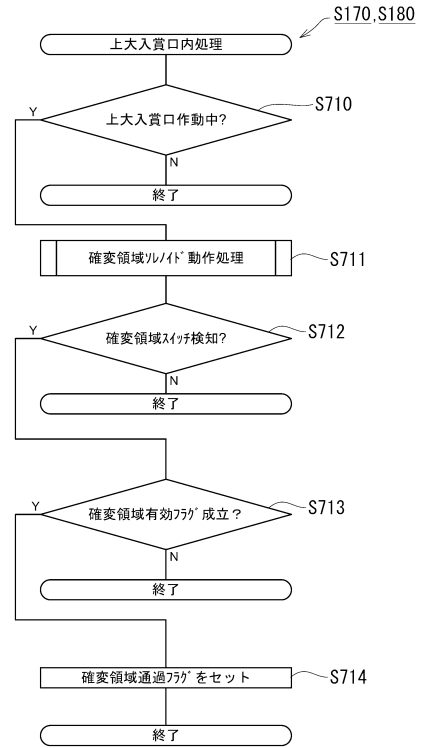 S170,S180
上大入賞口内処理
上大入賞口作動中?
S710
Y
N
終了
確変領域ｿﾚﾉｲﾄﾞ動作処理
S711
確変領域ｽｲｯﾁ検知?
S712
Y
N
終了
確変領域有効ﾌﾗｸﾞ成立？
S713
Y
N
終了
確変領域通過ﾌﾗｸﾞをセット
S714
終了